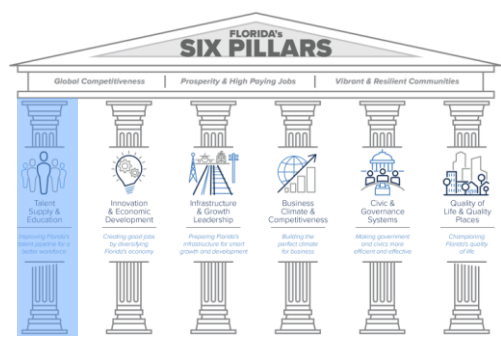 FLORIDA's
SIX PILLARS
Global Competitiveness | Prosperity & High Paying Jobs | Vibrant & Resilient Communities
Talent
Supply &
Education
Improving Florida's
talent pipeline for a
better workforce
Innovation
& Economic
Development
Creating good jobs
by diversifying
Florida's economy
Infrastructure
& Growth
Leadership
Preparing Florida's
infrastructure for smart
growth and development
Business
Climate &
Competitiveness
Building the
perfect climate
for business
Civic &
Governance
Systems
Making government
and civics more
efficient and effective
Quality of
Life & Quality
Places
Championing
Florida's quality
of life